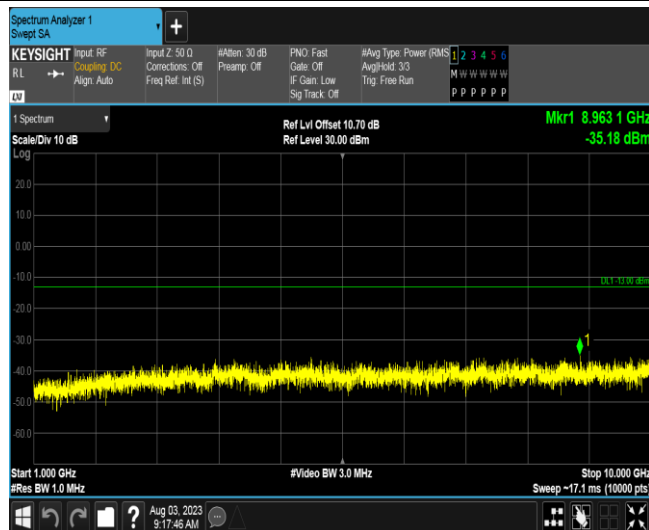 Spectrum Analyzer 1
Swept SA
KEYSIGHT
RL
LXI
Input: RF
Coupling: DC
Align: Auto
Input Z: 50 Ω
Corrections: Off
Freq Ref: Int (S)
#Atten: 30 dB
Preamp: Off
PNO: Fast
Gate: Off
IF Gain: Low
Sig Track: Off
#Avg Type: Power (RMS
Avg|Hold: 3/3
Trig: Free Run
1 2 3 4 5 6
M W W W W W
P P P P P P
1 Spectrum
Scale/Div 10 dB
Log
Ref Lvl Offset 10.70 dB
Ref Level 30.00 dBm
Mkr1 8.963 1 GHz
-35.18 dBm
20.0
10.0
0.00
-10.0
DL1 -13.00 dBm
-20.0
-30.0
1
-40.0
-50.0
-60.0
Start 1.000 GHz
#Res BW 1.0 MHz
#Video BW 3.0 MHz
Stop 10.000 GHz
Sweep ~17.1 ms (10000 pts)
?
Aug 03, 2023
9:17:46 AM